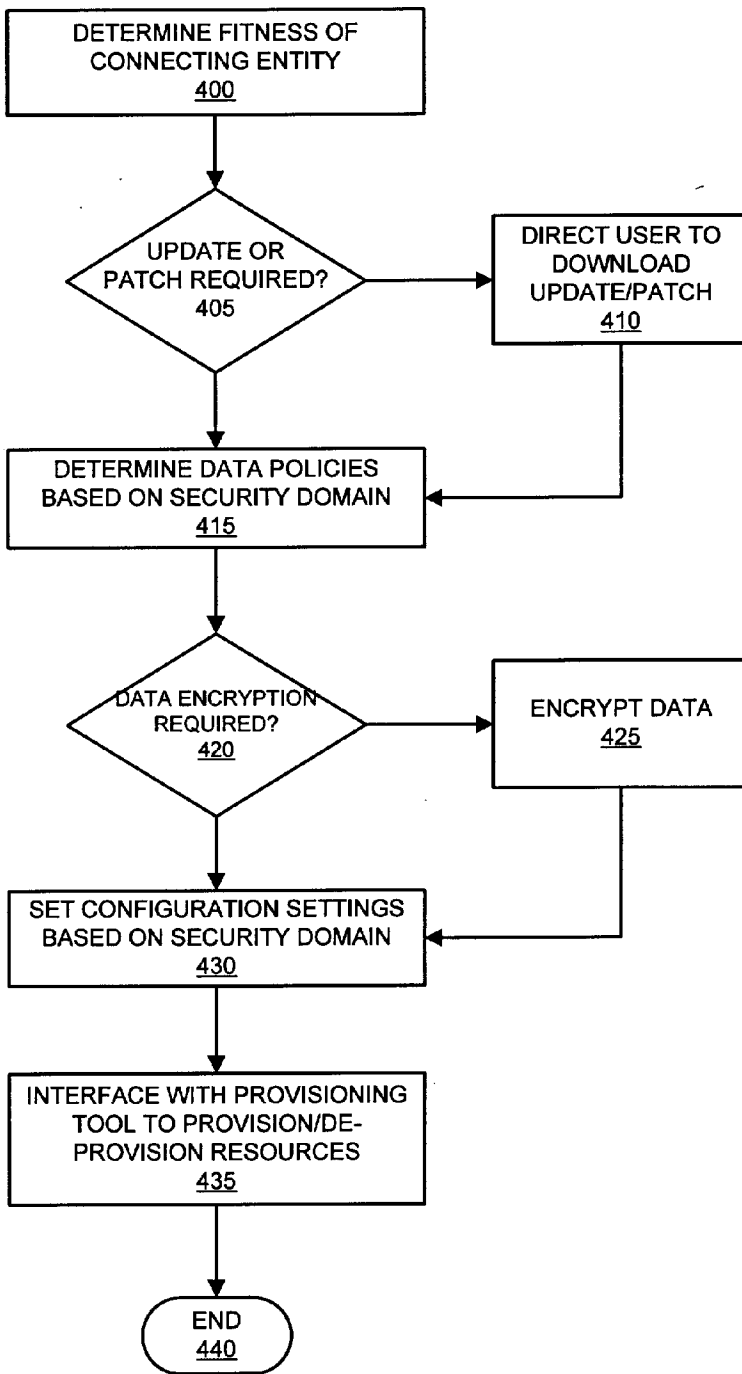 DETERMINE FITNESS OF
CONNECTING ENTITY
400
UPDATE OR
PATCH REQUIRED?
405
DIRECT USER TO
DOWNLOAD
UPDATE/PATCH
410
DETERMINE DATA POLICIES
BASED ON SECURITY DOMAIN
415
DATA ENCRYPTION
REQUIRED?
420
ENCRYPT DATA
425
SET CONFIGURATION SETTINGS
BASED ON SECURITY DOMAIN
430
INTERFACE WITH PROVISIONING
TOOL TO PROVISION/DE-
PROVISION RESOURCES
435
END
440